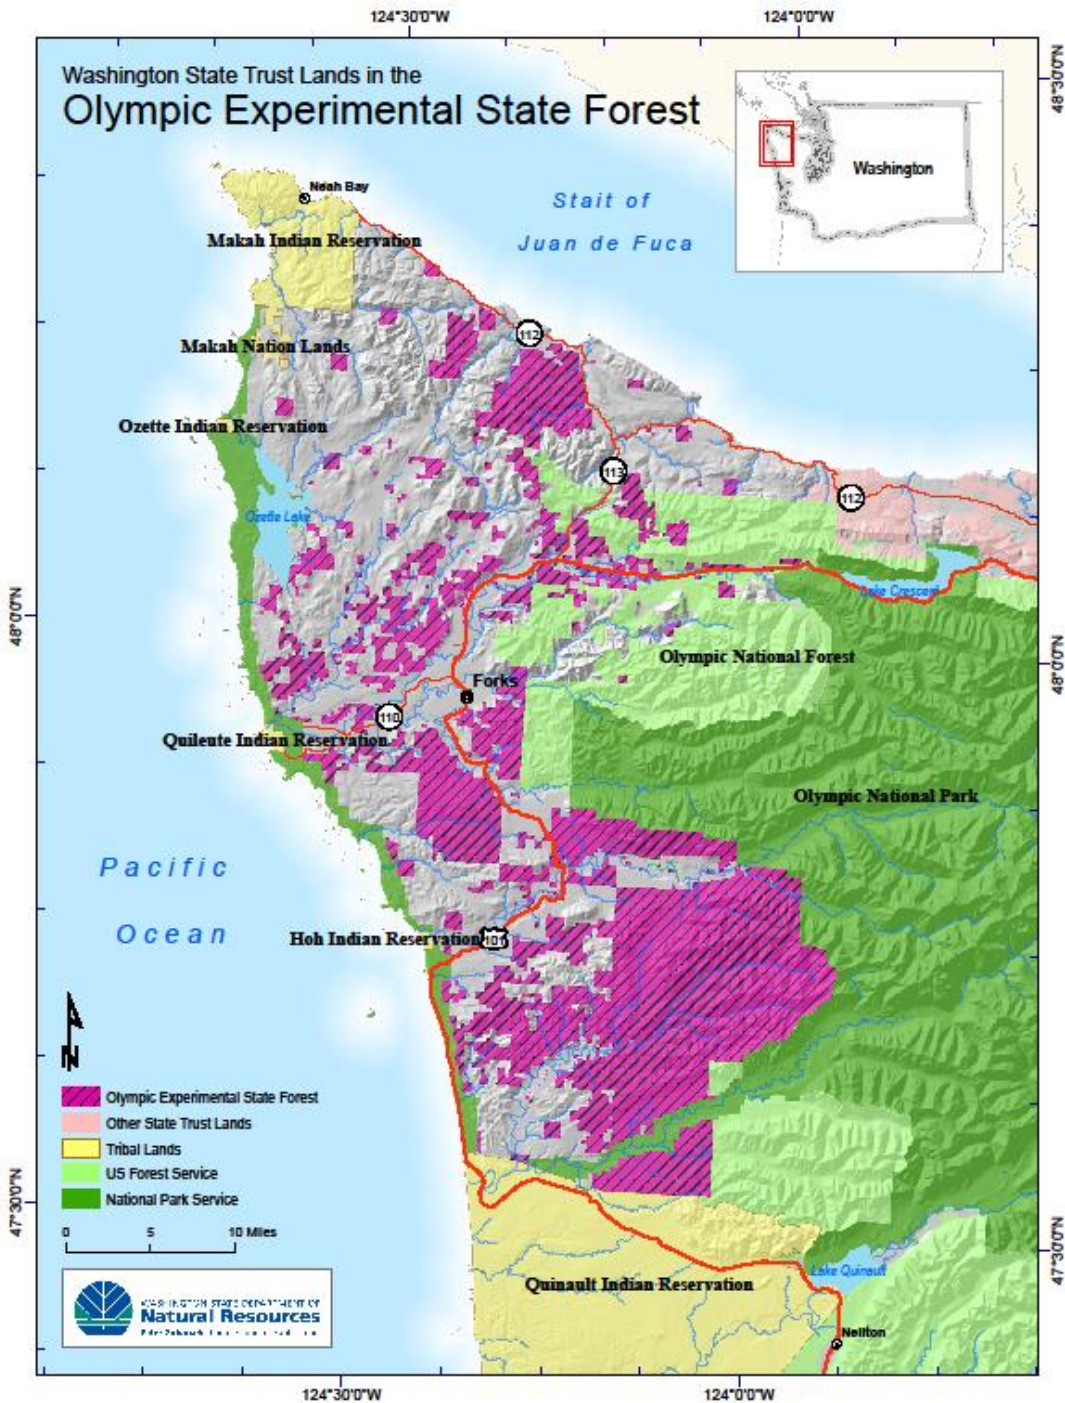 124°30'0"W
124°0'0"W
48°30'0"N
Washington State Trust Lands in the
Olympic Experimental State Forest
Washington
Neah Bay
Stait of
Juan de Fuca
Makah Indian Reservation
112
Makah Nation Lands
Ozette Indian Reservation
113
112
Ozette Lake
Lake Crescent
48°0'0"N
48°0'0"N
Olympic National Forest
Forks
110
Quilente Indian Reservation
Olympic National Park
Pacific
Ocean
Hoh Indian Reservation
101
N
Olympic Experimental State Forest
Other State Trust Lands
Tribal Lands
US Forest Service
National Park Service
47°30'0"N
47°30'0"N
0 5 10 Miles
Lake Quinault
Quinault Indian Reservation
WASHINGTON STATE DEPARTMENT OF
Natural Resources
Neilton
124°30'0"W
124°0'0"W